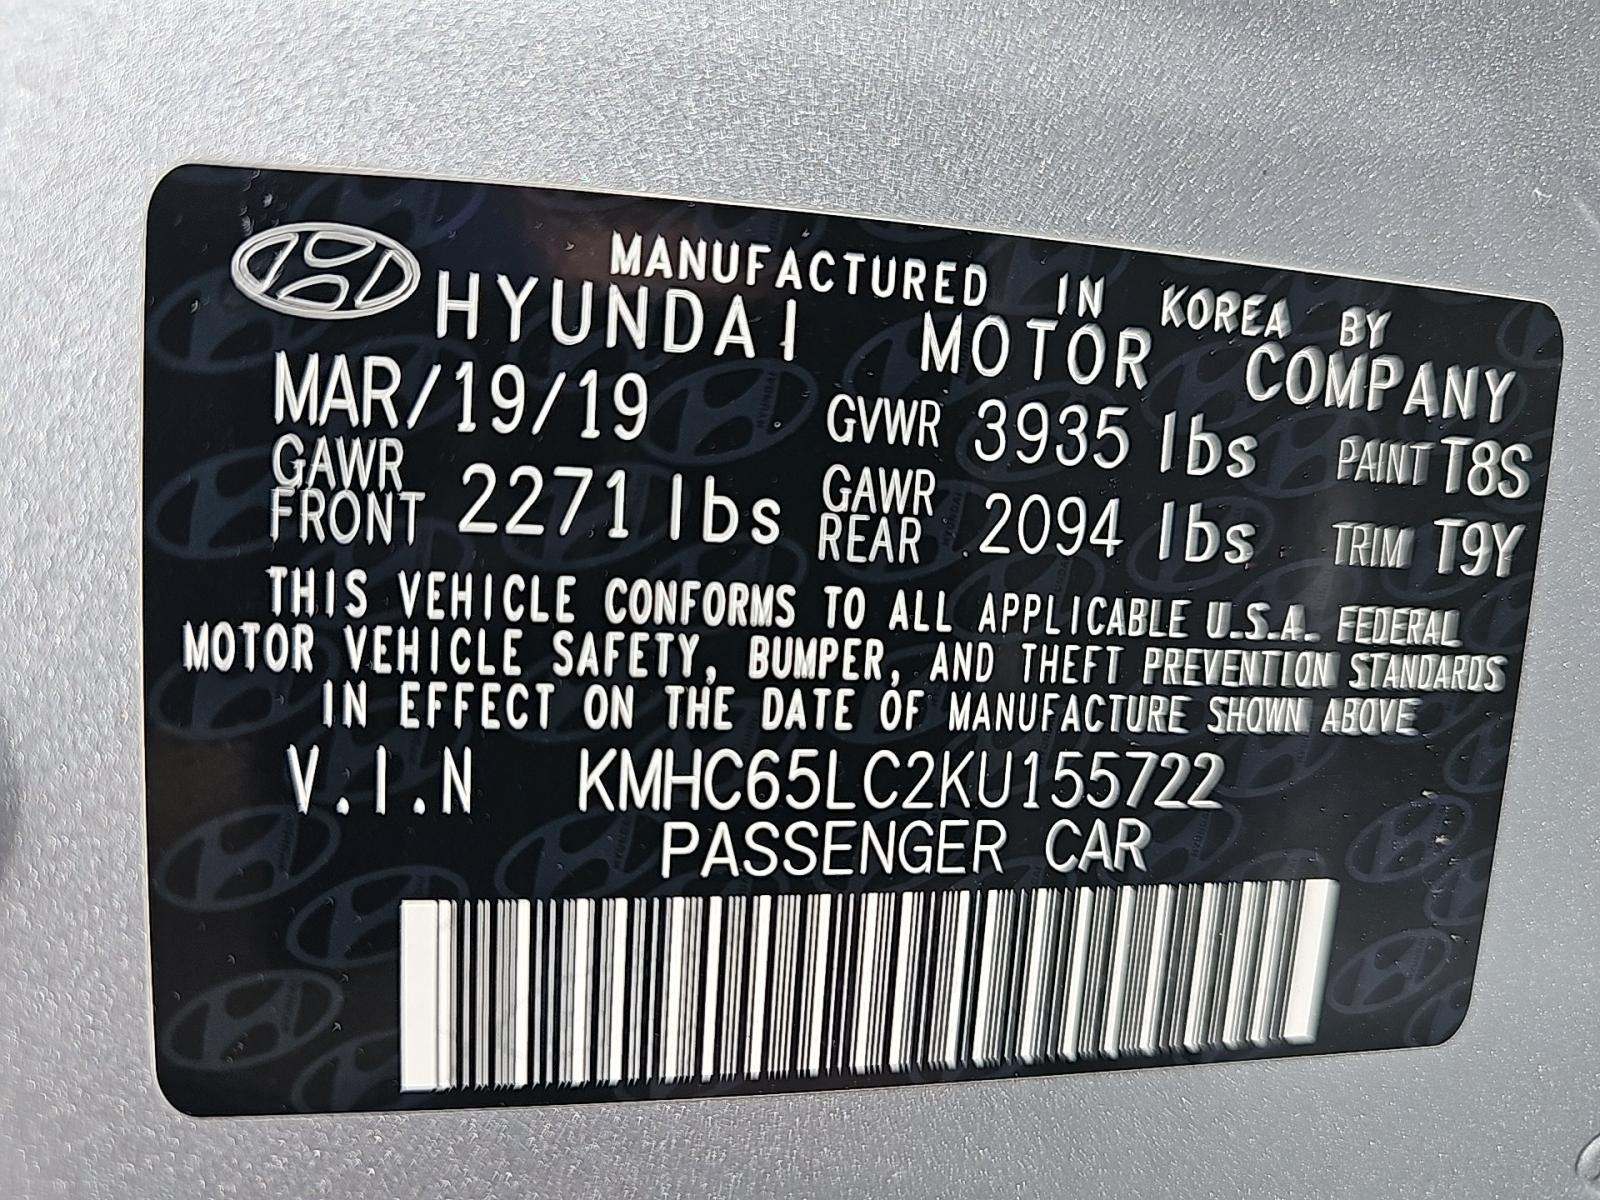 MANUFACTURED IN KOREA BY
HYUNDAI MOTOR COMPANY
MAR/19/19 GVWR 3935 lbs PAINT T8S
GAWR FRONT 2271 lbs GAWR REAR 2094 lbs TRIM T9Y
THIS VEHICLE CONFORMS TO ALL APPLICABLE U.S.A. FEDERAL
MOTOR VEHICLE SAFETY, BUMPER, AND THEFT PREVENTION STANDARDS
IN EFFECT ON THE DATE OF MANUFACTURE SHOWN ABOVE
V.I.N KMHC65LC2KU155722
PASSENGER CAR